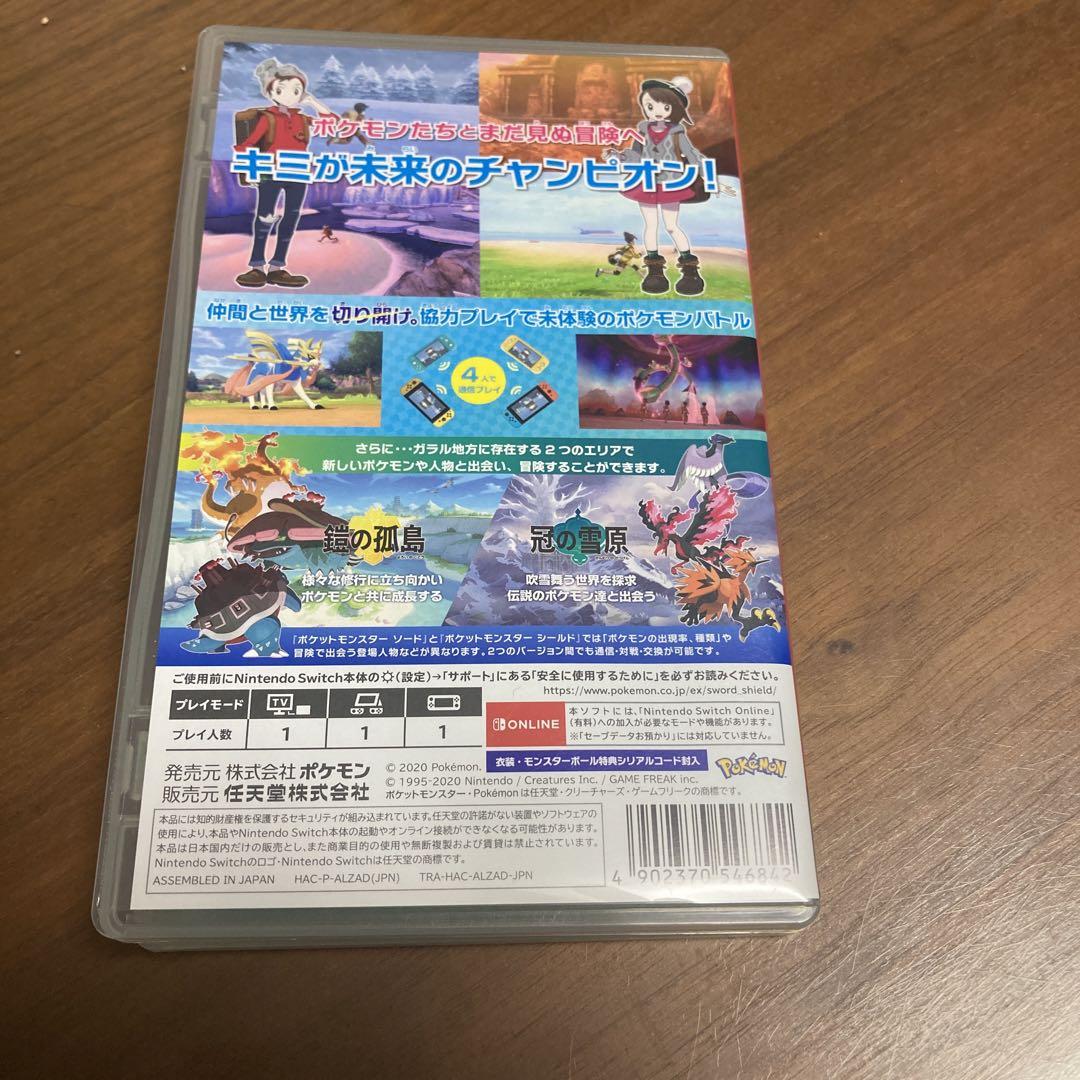 ポケモンたちとまだ見ぬ冒険へ
キミが未来のチャンピオン!
仲間と世界を切り開け。協力プレイで未体験のポケモンバトル
4人で
通信プレイ
さらに・・・ガラル地方に存在する2つのエリアで
新しいポケモンや人物と出会い、冒険することができます。
鎧の孤島
様々な修行に立ち向かい
ポケモンと共に成長する
冠の雪原
吹雪舞う世界を探求
伝説のポケモン達と出会う
『ポケットモンスター ソード』と『ポケットモンスター シールド』では「ポケモンの出現率、種類」や
冒険で出会う登場人物などが異なります。2つのバージョン間でも通信・対戦・交換が可能です。
ご使用前にNintendo Switch本体の(設定)→「サポート」にある「安全に使用するために」を必ずお読みください。
https://www.pokemon.co.jp/ex/sword_shield/
プレイモード TV
プレイ人数 1 1 1
ONLINE
本ソフトには、「Nintendo Switch Online」
(有料)への加入が必要なモードや機能があります。
※「セーブデータお預かり」には対応していません。
衣装・モンスターボール特典シリアルコード封入
POKéMON
発売元 株式会社 ポケモン
販売元 任天堂株式会社
© 2020 Pokémon.
© 1995-2020 Nintendo / Creatures Inc. / GAME FREAK inc.
ポケットモンスター・Pokémonは任天堂・クリーチャーズ・ゲームフリークの商標です。
本品には知的財産権を保護するセキュリティが組み込まれています。任天堂の許諾がない装置やソフトウェアの
使用により、本品やNintendo Switch本体の起動やオンライン接続ができなくなる可能性があります。
本品は日本国内だけの販売とし、また商業目的の使用や無断複製および賃貸は禁止されています。
Nintendo Switchのロゴ・Nintendo Switchは任天堂の商標です。
ASSEMBLED IN JAPAN HAC-P-ALZAD(JPN) TRA-HAC-ALZAD-JPN
4 902370 546842